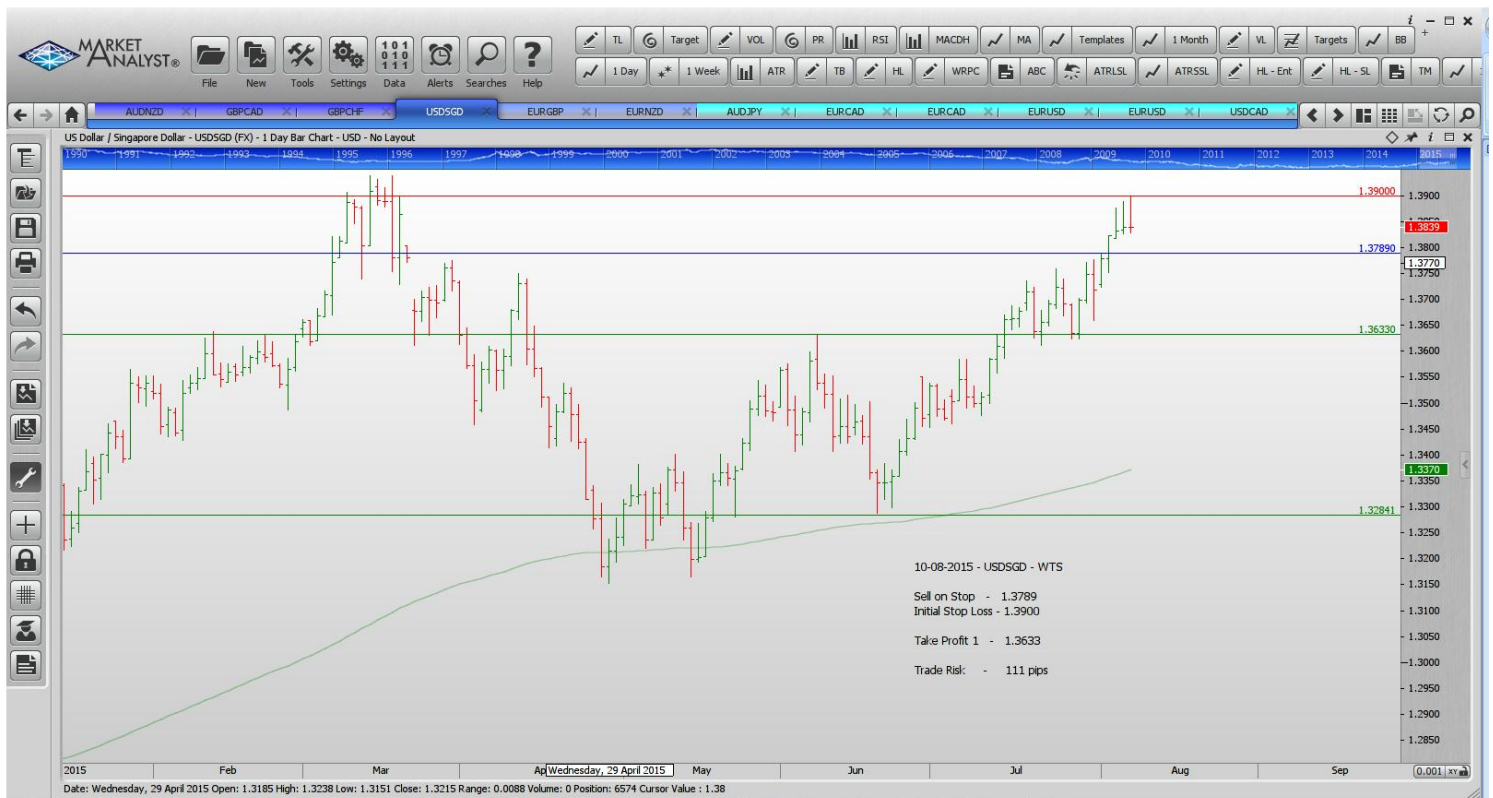 i
MARKET ANALYST®
File New Tools Settings Data Alerts Searches Help
TL Target VOL PR RSI MACDH MA Templates 1 Month VL Targets BB
1 Day 1 Week ATR TB HL WRPC ABC ATRLSL ATRSSL HL - Ent HL - SL TM
AUDNZD GBPCAD GBPCHF USDSGD EURGBP EURNZD AUDJPY EURCAD EURCAD EURUSD EURUSD USDCAD
US Dollar / Singapore Dollar - USDSGD (FX) - 1 Day Bar Chart - USD - No Layout
1990 1991 1992 1993 1994 1995 1996 1997 1998 1999 2000 2001 2002 2003 2004 2005 2006 2007 2008 2009 2010 2011 2012 2013 2014 2015
1.39000
1.3900
1.3839
1.3800
1.37890
1.3770
1.3750
1.3700
1.3650
1.36330
1.3600
1.3550
1.3500
1.3450
1.3400
1.3370
1.3350
1.3300
1.32841
1.3250
1.3200
1.3150
1.3100
1.3050
1.3000
1.2950
1.2900
1.2850
10-08-2015 - USDSGD - WTS
Sell on Stop - 1.3789
Initial Stop Loss - 1.3900
Take Profit 1 - 1.3633
Trade Risk - 111 pips
2015 Feb Mar Ap Wednesday, 29 April 2015 May Jun Jul Aug Sep 0.001 XY
Date: Wednesday, 29 April 2015 Open: 1.3185 High: 1.3238 Low: 1.3151 Close: 1.3215 Range: 0.0088 Volume: 0 Position: 6574 Cursor Value : 1.38